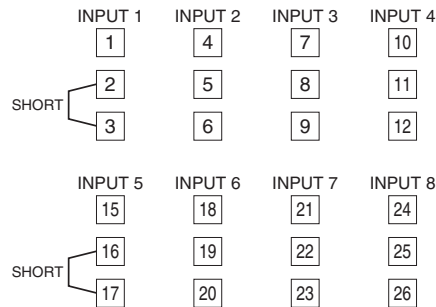 INPUT 1 INPUT 2 INPUT 3 INPUT 4
1 4 7 10
2 5 8 11
SHORT
3 6 9 12
INPUT 5 INPUT 6 INPUT 7 INPUT 8
15 18 21 24
16 19 22 25
SHORT
17 20 23 26